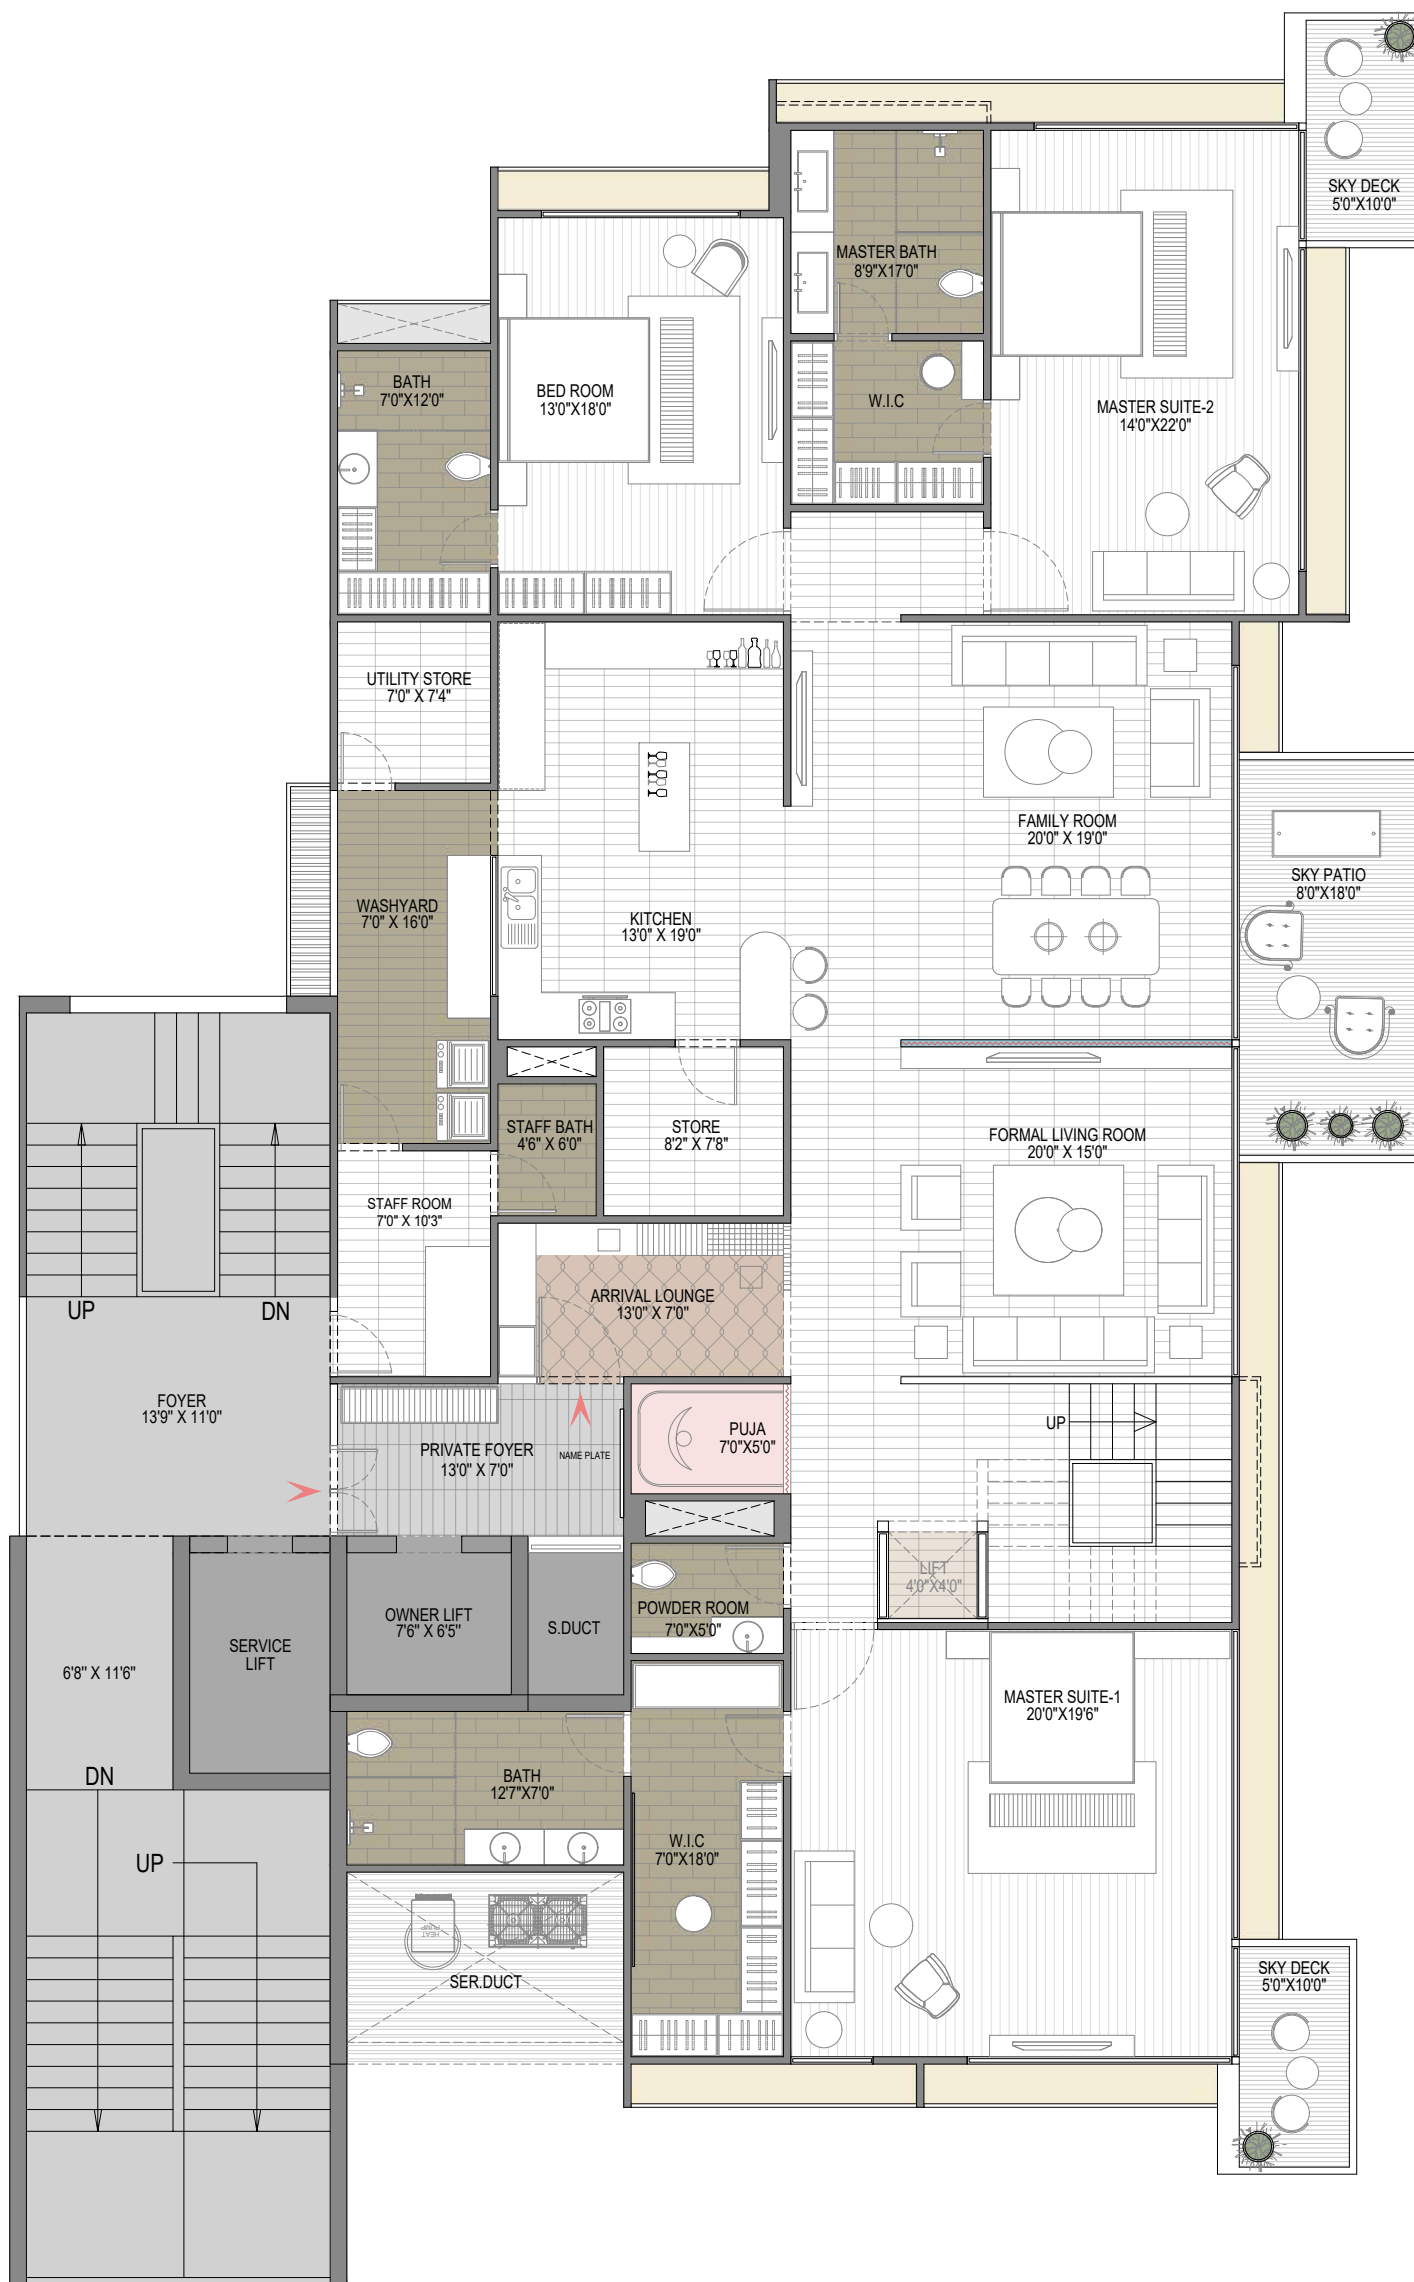 SKY DECK
5'0"X10'0"
MASTER BATH
8'9"X17'0"
BATH
7'0"X12'0"
BED ROOM
13'0"X18'0"
W.I.C
MASTER SUITE-2
14'0"X22'0"
UTILITY STORE
7'0" X 7'4"
FAMILY ROOM
20'0" X 19'0"
SKY PATIO
8'0"X18'0"
WASHYARD
7'0" X 16'0"
KITCHEN
13'0" X 19'0"
STAFF BATH
4'6" X 6'0"
STORE
8'2" X 7'8"
FORMAL LIVING ROOM
20'0" X 15'0"
STAFF ROOM
7'0" X 10'3"
ARRIVAL LOUNGE
13'0" X 7'0"
UP
DN
FOYER
13'9" X 11'0"
PRIVATE FOYER
13'0" X 7'0"
NAME PLATE
PUJA
7'0"X5'0"
UP
LIFT
4'0"X4'0"
OWNER LIFT
7'6" X 6'5"
S.DUCT
POWDER ROOM
7'0"X5'0"
SERVICE
LIFT
6'8" X 11'6"
MASTER SUITE-1
20'0"X19'6"
DN
BATH
12'7"X7'0"
UP
W.I.C
7'0"X18'0"
HEAT
PUMP
SER.DUCT
SKY DECK
5'0"X10'0"